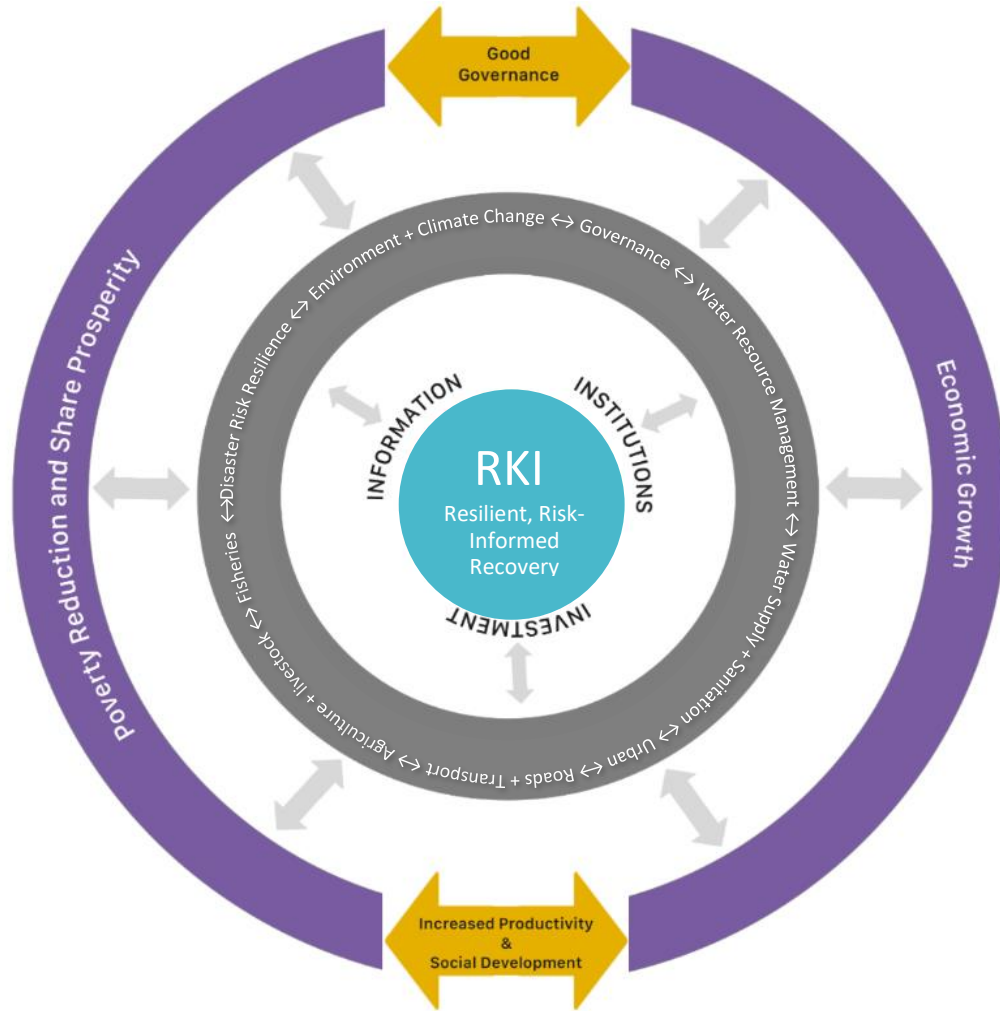 Good
Governance
Poverty Reduction and Share Prosperity
Economic Growth
Disaster Risk Resilience <-> Environment + Climate Change <-> Governance <-> Water Resource Management <-> Water Supply + Sanitation <-> Urban <-> Roads + Transport <-> Agriculture + livestock <-> Fisheries <->
INFORMATION
INSTITUTIONS
RKI
Resilient, Risk-
Informed
Recovery
INVESTMENT
Increased Productivity
&
Social Development